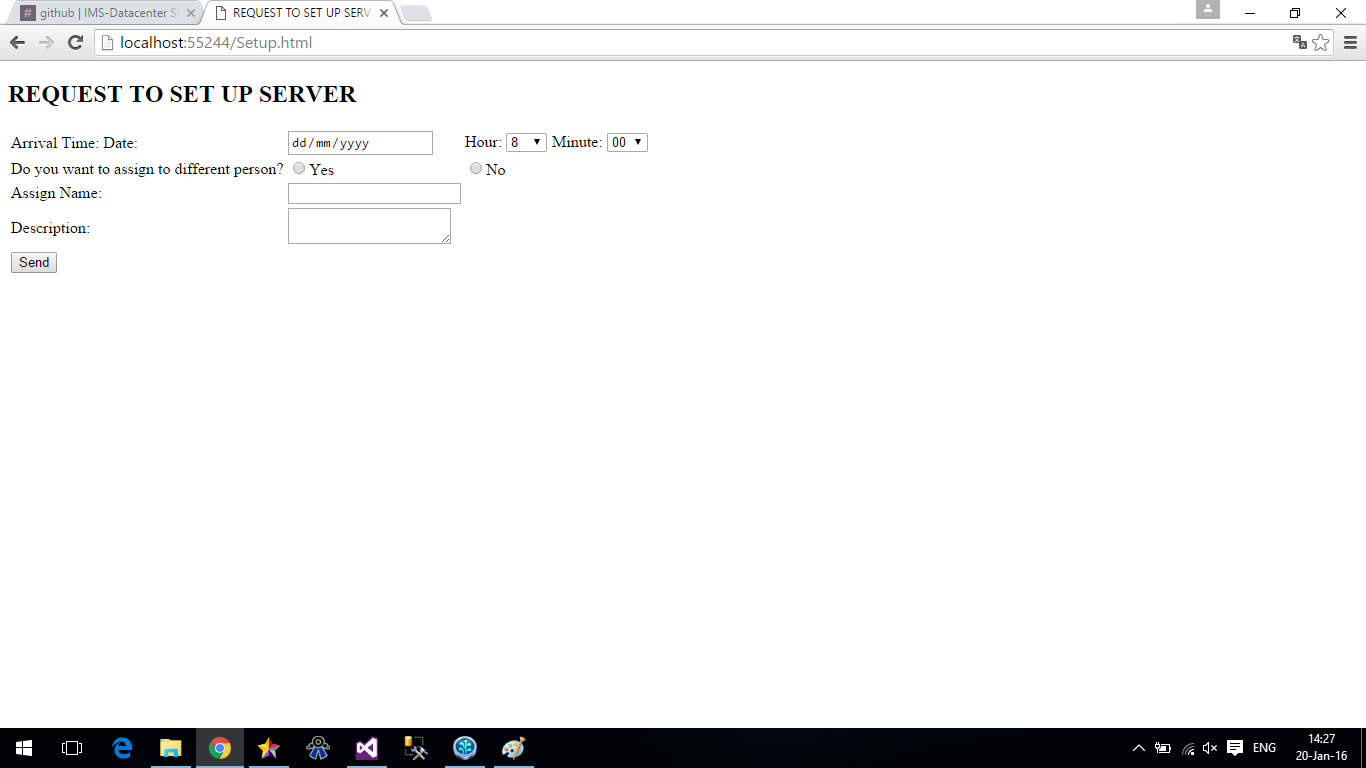 github | IMS-Datacenter S
REQUEST TO SET UP SERV
localhost:55244/Setup.html
REQUEST TO SET UP SERVER
Arrival Time: Date: dd/mm/yyyy Hour: 8 Minute: 00
Do you want to assign to different person? Yes No
Assign Name:
Description:
Send
ENG
14:27
20-Jan-16